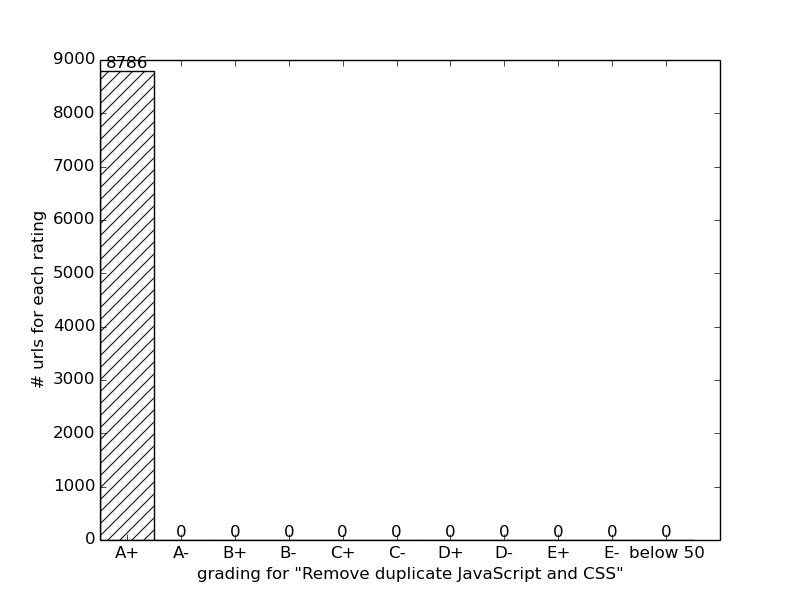 9000
8786
8000
7000
6000
5000
4000
3000
2000
1000
0
# urls for each rating
0 0 0 0 0 0 0 0 0 0
A+ A- B+ B- C+ C- D+ D- E+ E- below 50
grading for "Remove duplicate JavaScript and CSS"